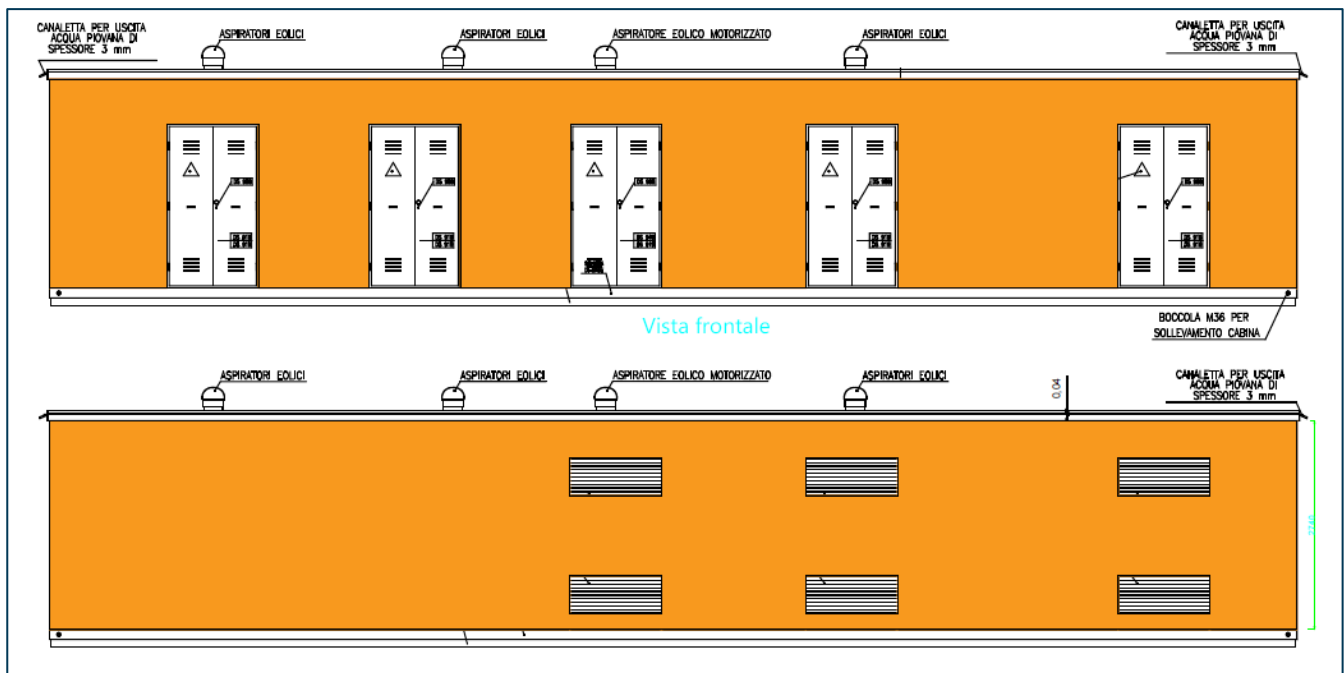 CANALETTA PER USCITA
ACQUA PIOVANA DI
SPESSORE 3 mm
ASPIRATORI EOLICI
ASPIRATORI EOLICI
ASPIRATORE EOLICO MOTORIZZATO
ASPIRATORI EOLICI
CANALETTA PER USCITA
ACQUA PIOVANA DI
SPESSORE 3 mm
Vista frontale
BOCCOLA M36 PER
SOLLEVAMENTO CABINA
ASPIRATORI EOLICI
ASPIRATORI EOLICI
ASPIRATORE EOLICO MOTORIZZATO
ASPIRATORI EOLICI
0,04
CANALETTA PER USCITA
ACQUA PIOVANA DI
SPESSORE 3 mm